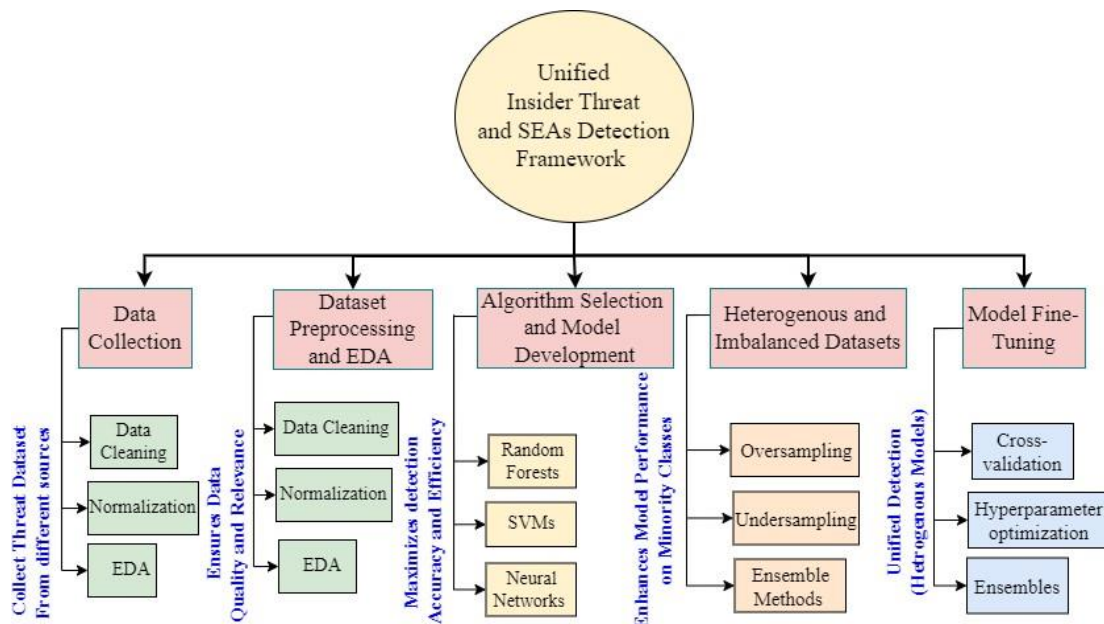 Unified
Insider Threat
and SEAs Detection
Framework
Data
Collection
Dataset
Preprocessing
and EDA
Algorithm Selection
and Model
Development
Heterogenous and
Imbalanced Datasets
Model Fine-
Tuning
Collect Threat Dataset
From different sources
Data
Cleaning
Normalization
EDA
Ensures Data
Quality and Relevance
Data Cleaning
Normalization
EDA
Maximizes detection
Accuracy and Efficiency
Random
Forests
SVMs
Neural
Networks
Enhances Model Performance
on Minority Classes
Oversampling
Undersampling
Ensemble
Methods
Unified Detection
(Hetrogenous Models)
Cross-
validation
Hyperparameter
optimization
Ensembles